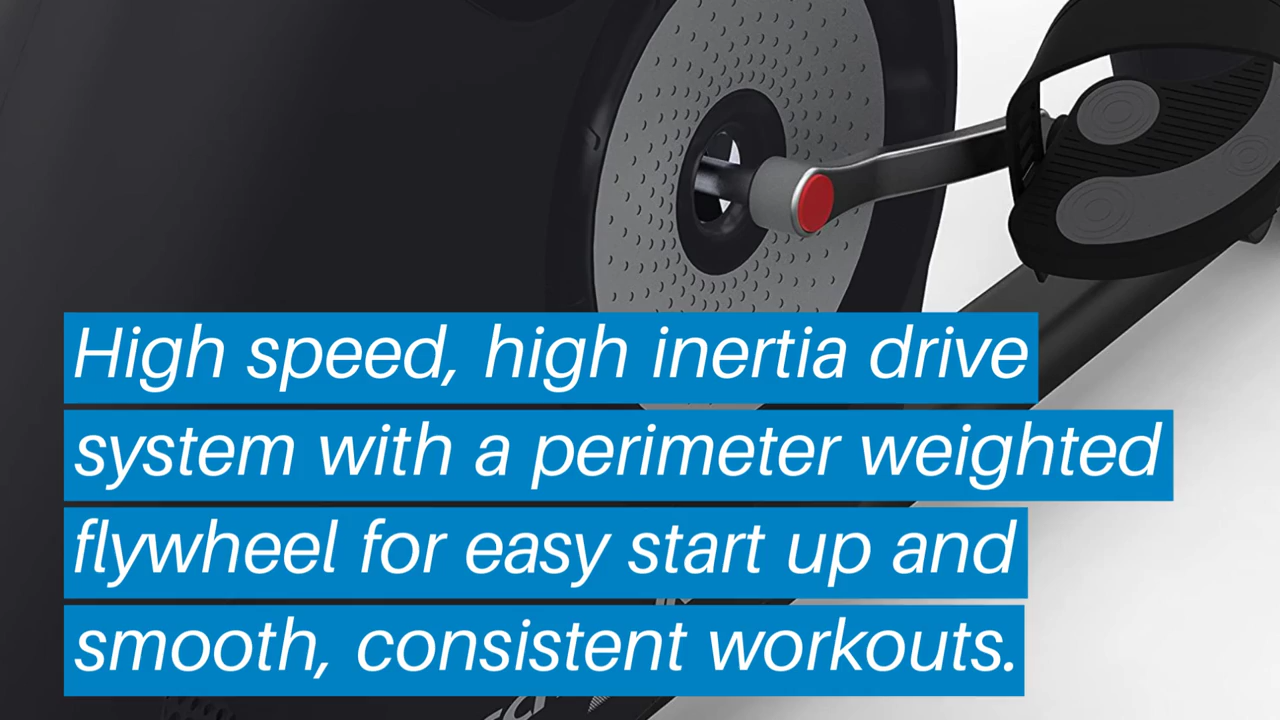 High speed, high inertia drive
system with a perimeter weighted
flywheel for easy start up and
smooth, consistent workouts.